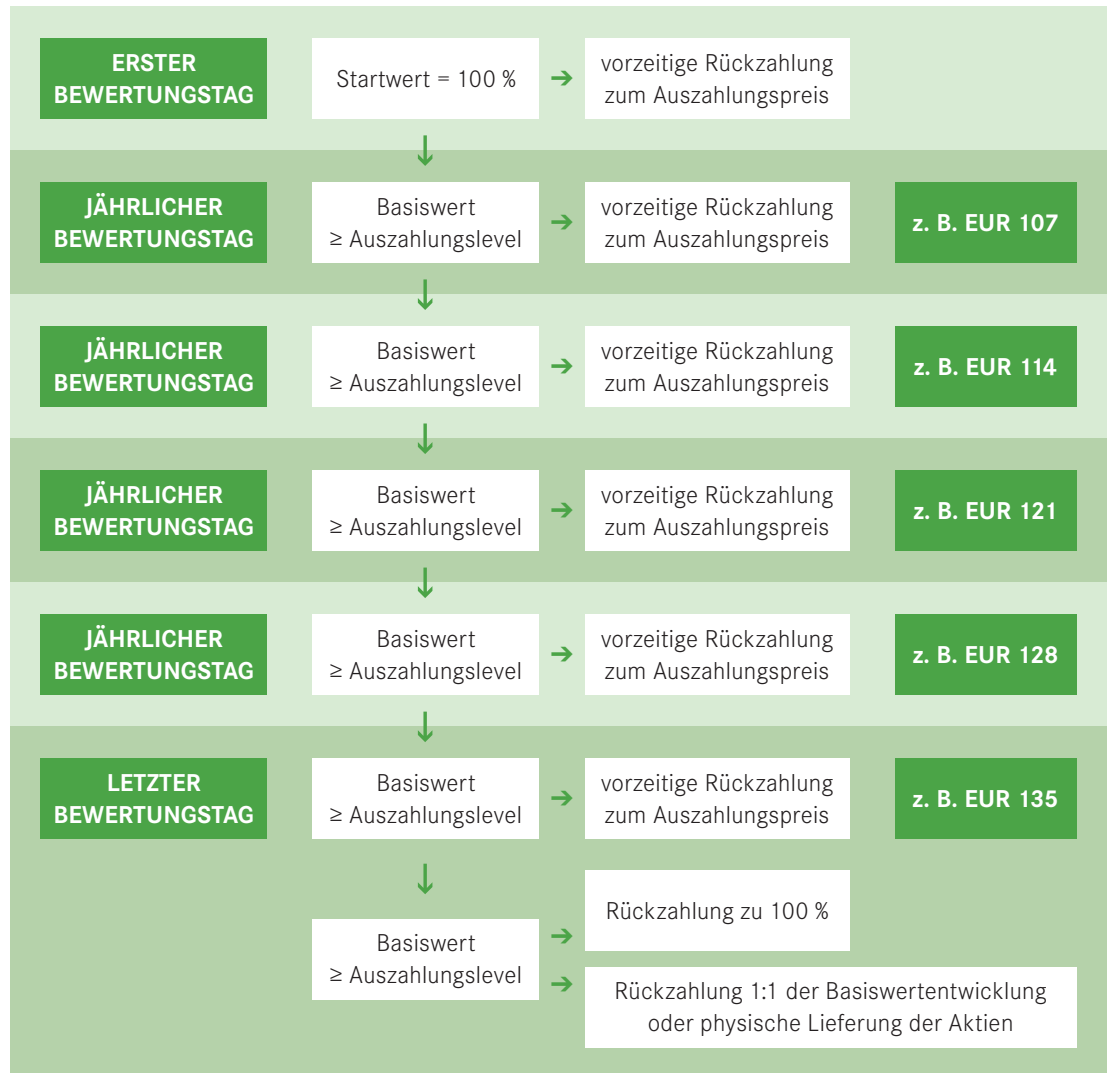 ERSTER
BEWERTUNGSTAG
Startwert = 100 %
vorzeitige Rückzahlung
zum Auszahlungspreis
JÄHRLICHER
BEWERTUNGSTAG
Basiswert
≥ Auszahlungslevel
vorzeitige Rückzahlung
zum Auszahlungspreis
z. B. EUR 107
JÄHRLICHER
BEWERTUNGSTAG
Basiswert
≥ Auszahlungslevel
vorzeitige Rückzahlung
zum Auszahlungspreis
z. B. EUR 114
JÄHRLICHER
BEWERTUNGSTAG
Basiswert
≥ Auszahlungslevel
vorzeitige Rückzahlung
zum Auszahlungspreis
z. B. EUR 121
JÄHRLICHER
BEWERTUNGSTAG
Basiswert
≥ Auszahlungslevel
vorzeitige Rückzahlung
zum Auszahlungspreis
z. B. EUR 128
LETZTER
BEWERTUNGSTAG
Basiswert
≥ Auszahlungslevel
vorzeitige Rückzahlung
zum Auszahlungspreis
z. B. EUR 135
Basiswert
≥ Auszahlungslevel
Rückzahlung zu 100 %
Rückzahlung 1:1 der Basiswertentwicklung
oder physische Lieferung der Aktien